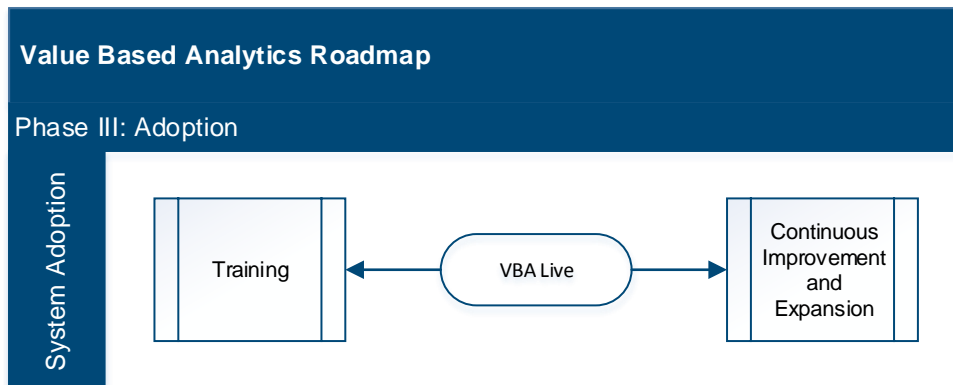 Value Based Analytics Roadmap
Phase III: Adoption
System Adoption
Training
VBA Live
Continuous
Improvement
and
Expansion